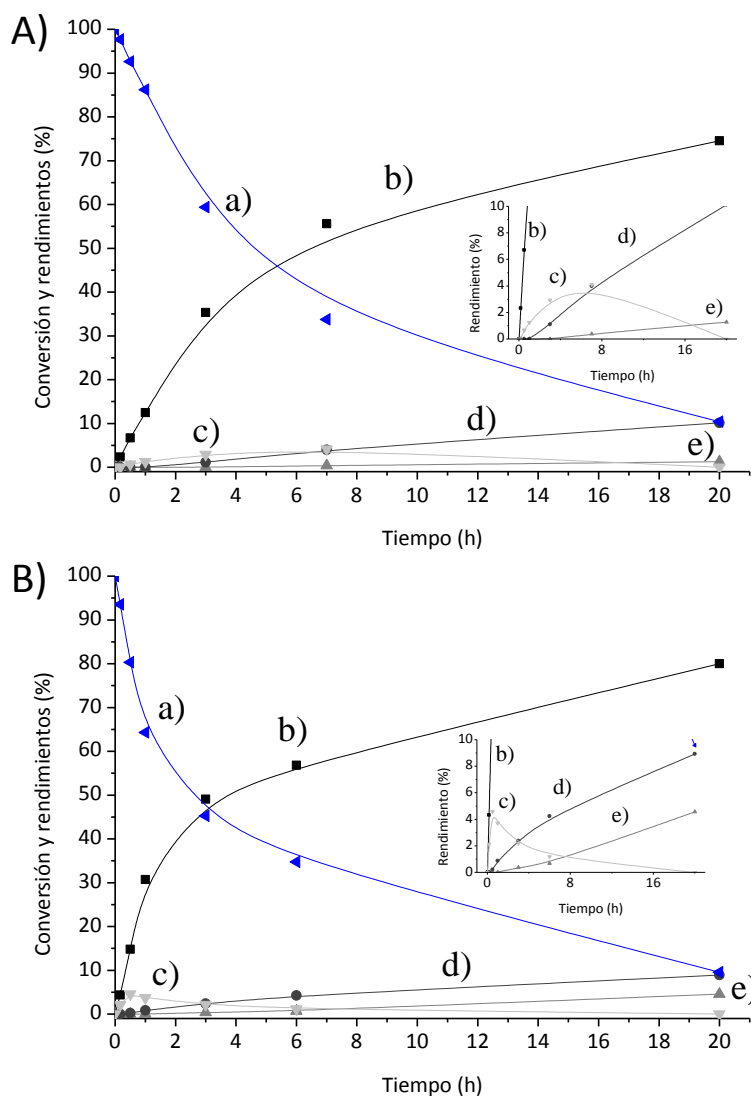 A)
Conversión y rendimientos (%)
100
90
80
70
60
50
40
30
20
10
0
a)
b)
c)
d)
e)
Rendimiento (%)
10
8
6
4
2
0
b)
c)
d)
e)
0 8 16
Tiempo (h)
0 2 4 6 8 10 12 14 16 18 20
Tiempo (h)
B)
Conversión y rendimientos (%)
100
90
80
70
60
50
40
30
20
10
0
a)
b)
c)
d)
e)
Rendimiento (%)
10
8
6
4
2
0
b)
c)
d)
e)
0 8 16
Tiempo (h)
0 2 4 6 8 10 12 14 16 18 20
Tiempo (h)